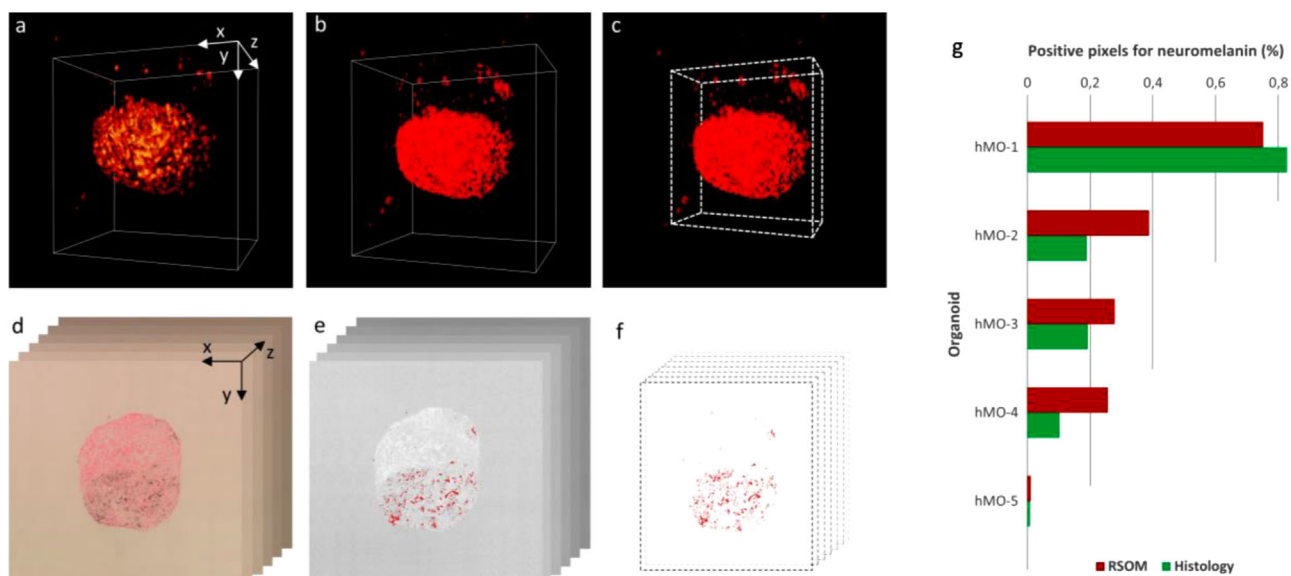 a
x
z
y
b
c
d
x
z
y
e
f
g
Positive pixels for neuromelanin (%)
0 0,2 0,4 0,6 0,8
Organoid
hMO-1
hMO-2
hMO-3
hMO-4
hMO-5
RSOM Histology